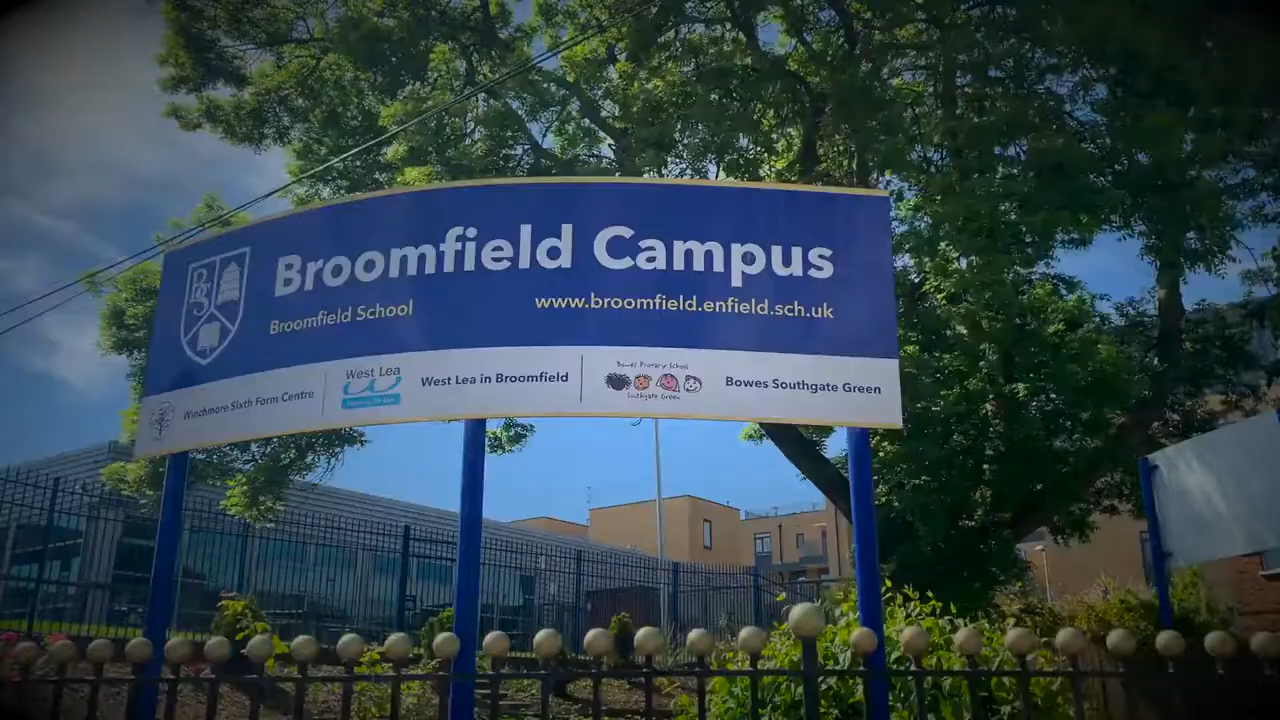 Broomfield Campus
Broomfield School
www.broomfield.enfield.sch.uk
Winchmore Sixth Form Centre
West Lea
West Lea in Broomfield
Bowes Primary School
Southgate Green
Bowes Southgate Green